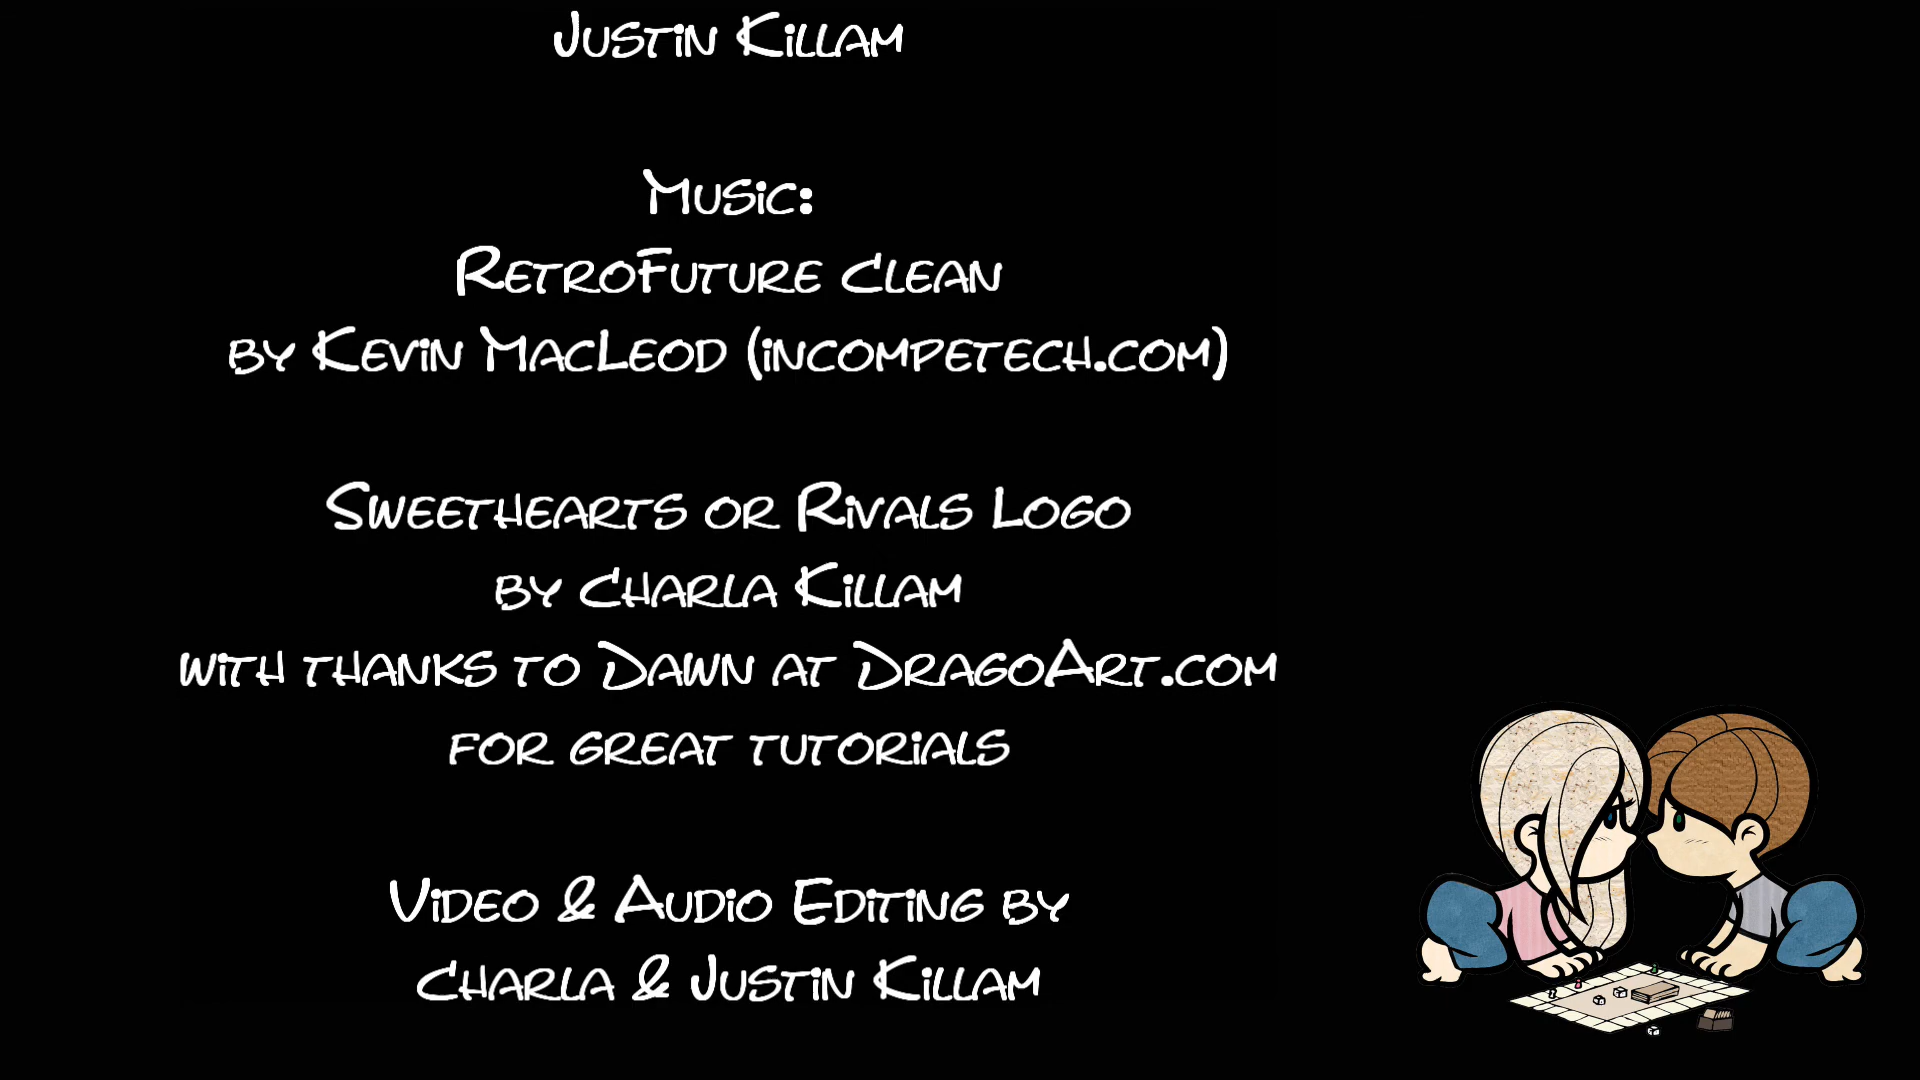 Justin Killam
Music:
RetroFuture Clean
by Kevin MacLeod (incompetech.com)
Sweethearts or Rivals Logo
by Charla Killam
with thanks to Dawn at DragoArt.com
for great tutorials
Video & Audio Editing by
Charla & Justin Killam